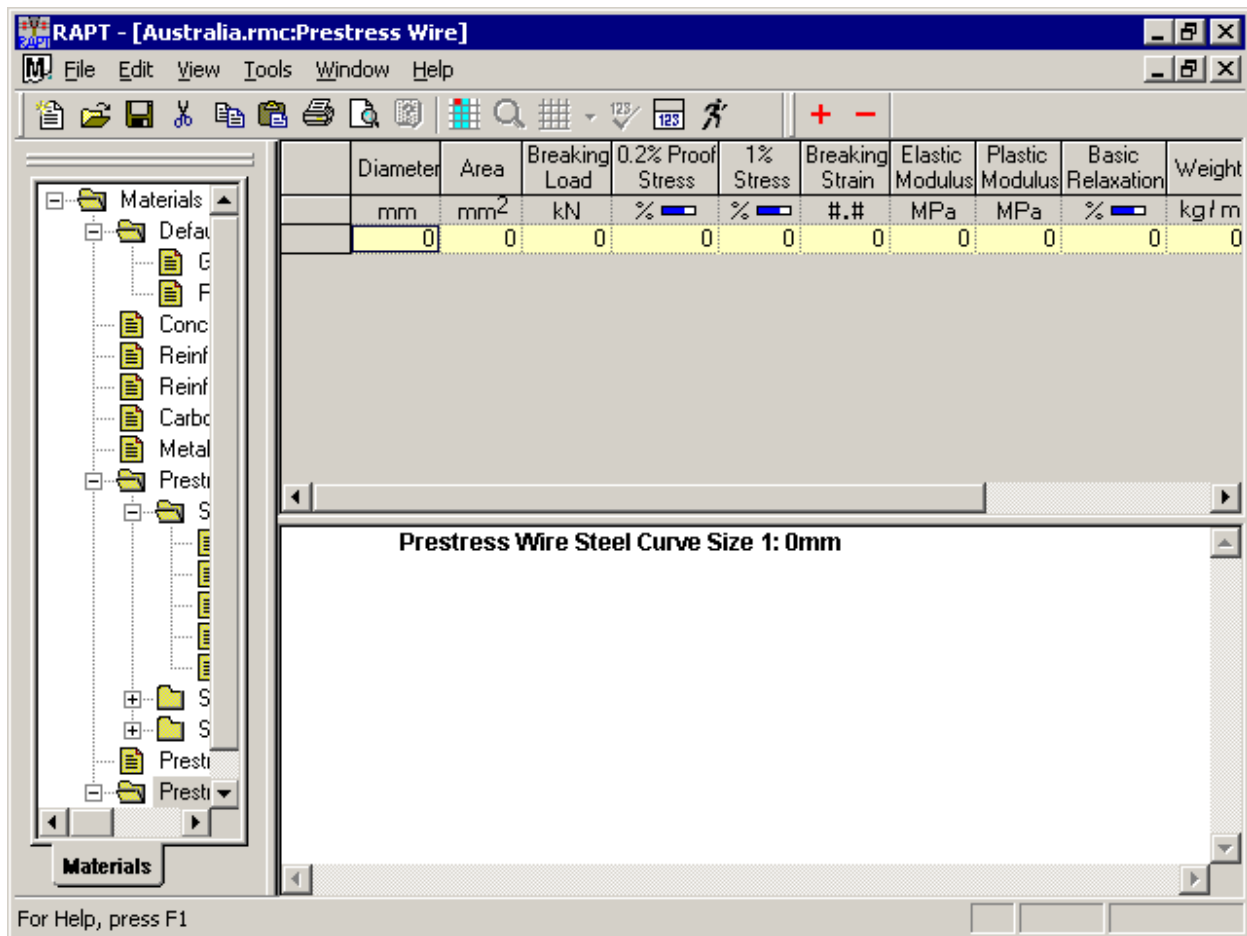 RAPT - [Australia.rmc:Prestress Wire]
File Edit View Tools Window Help
Diameter Area Breaking Load 0.2% Proof Stress 1% Stress Breaking Strain Elastic Modulus Plastic Modulus Basic Relaxation Weight
mm mm² kN % % #.# MPa MPa % kg/m
0 0 0 0 0 0 0 0 0 0
Materials
Defau
G
F
Conc
Reinf
Reinf
Carbo
Metal
Prestr
S
S
S
Prestr
Prestr
Materials
Prestress Wire Steel Curve Size 1: 0mm
For Help, press F1